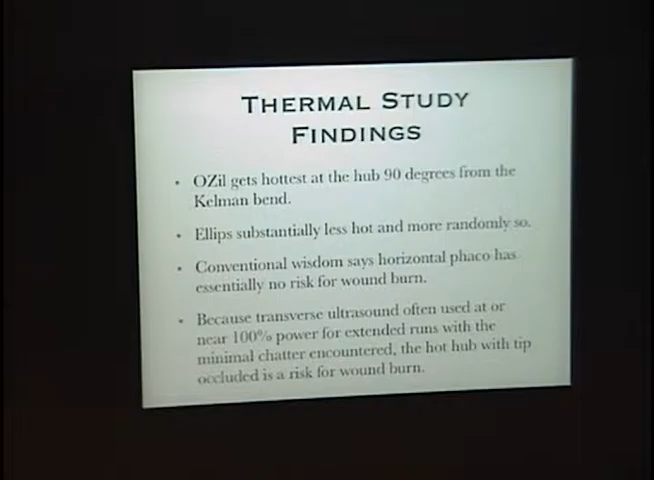 THERMAL STUDY
FINDINGS
• OZil gets hottest at the hub 90 degrees from the
Kelman bend.
• Ellips substantially less hot and more randomly so.
• Conventional wisdom says horizontal phaco has
essentially no risk for wound burn.
• Because transverse ultrasound often used at or
near 100% power for extended runs with the
minimal chatter encountered, the hot hub with tip
occluded is a risk for wound burn.